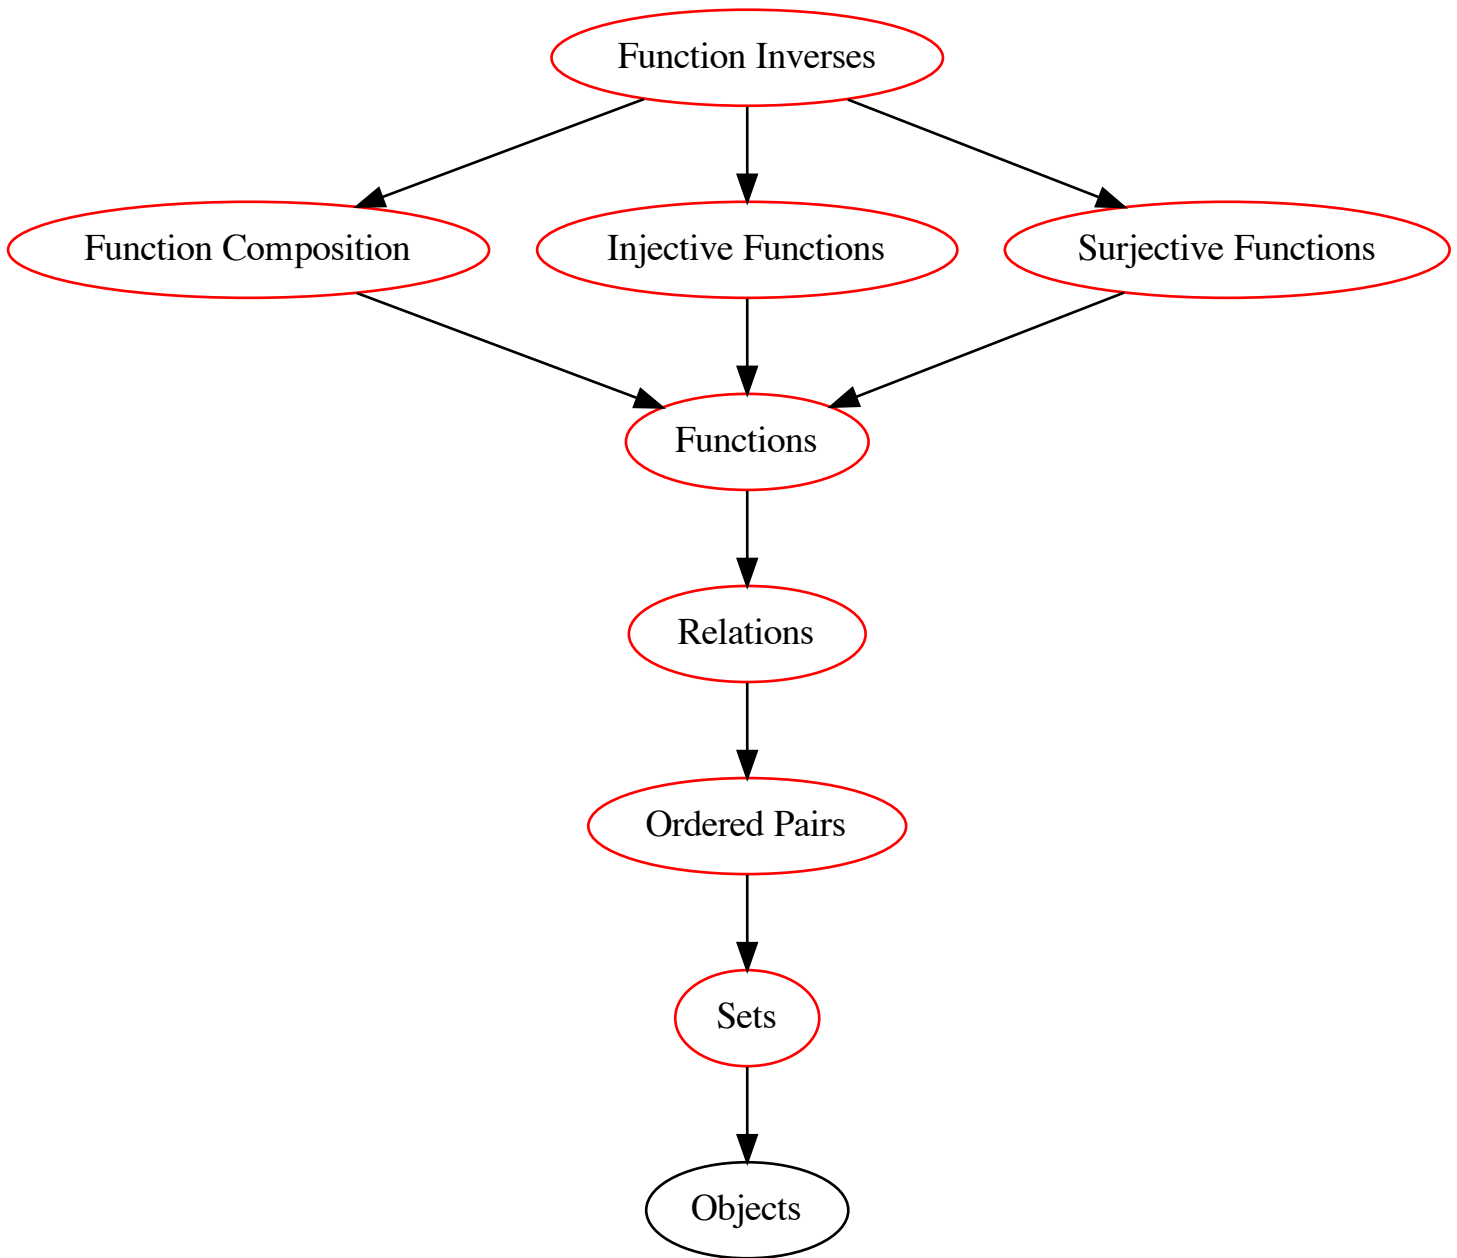 Function Inverses
Function Composition
Injective Functions
Surjective Functions
Functions
Relations
Ordered Pairs
Sets
Objects